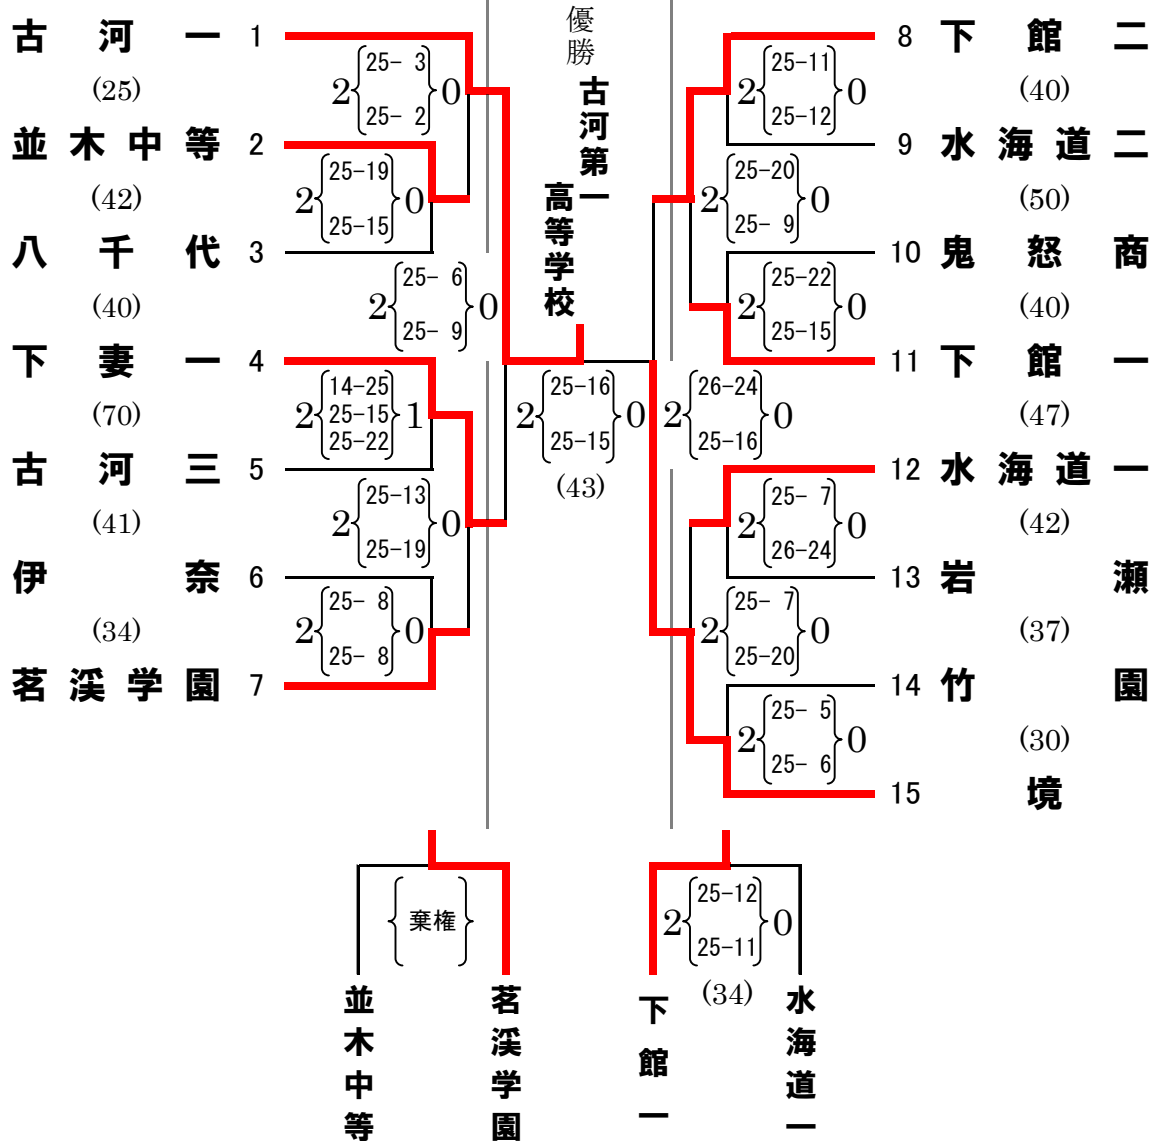 優勝
古河第一
高等学校
古河一 1
(25)
並木中等 2
(42)
八千代 3
(40)
下妻一 4
(70)
古河三 5
(41)
伊奈 6
(34)
茗溪学園 7
2 25- 3 0
25- 2
2 25-19 0
25-15
2 25- 6 0
25- 9
2 14-25 1
25-15
25-22
2 25-13 0
25-19
2 25- 8 0
25- 8
2 25-16 0
25-15
(43)
8 下館二
(40)
9 水海道二
(50)
10 鬼怒商
(40)
11 下館一
(47)
12 水海道一
(42)
13 岩瀬
(37)
14 竹園
(30)
15 境
2 25-11 0
25-12
2 25-20 0
25- 9
2 25-22 0
25-15
2 26-24 0
25-16
2 25- 7 0
26-24
2 25- 7 0
25-20
2 25- 5 0
25- 6
棄権
並木中等
茗溪学園
2 25-12 0
25-11
(34)
下館一
水海道一